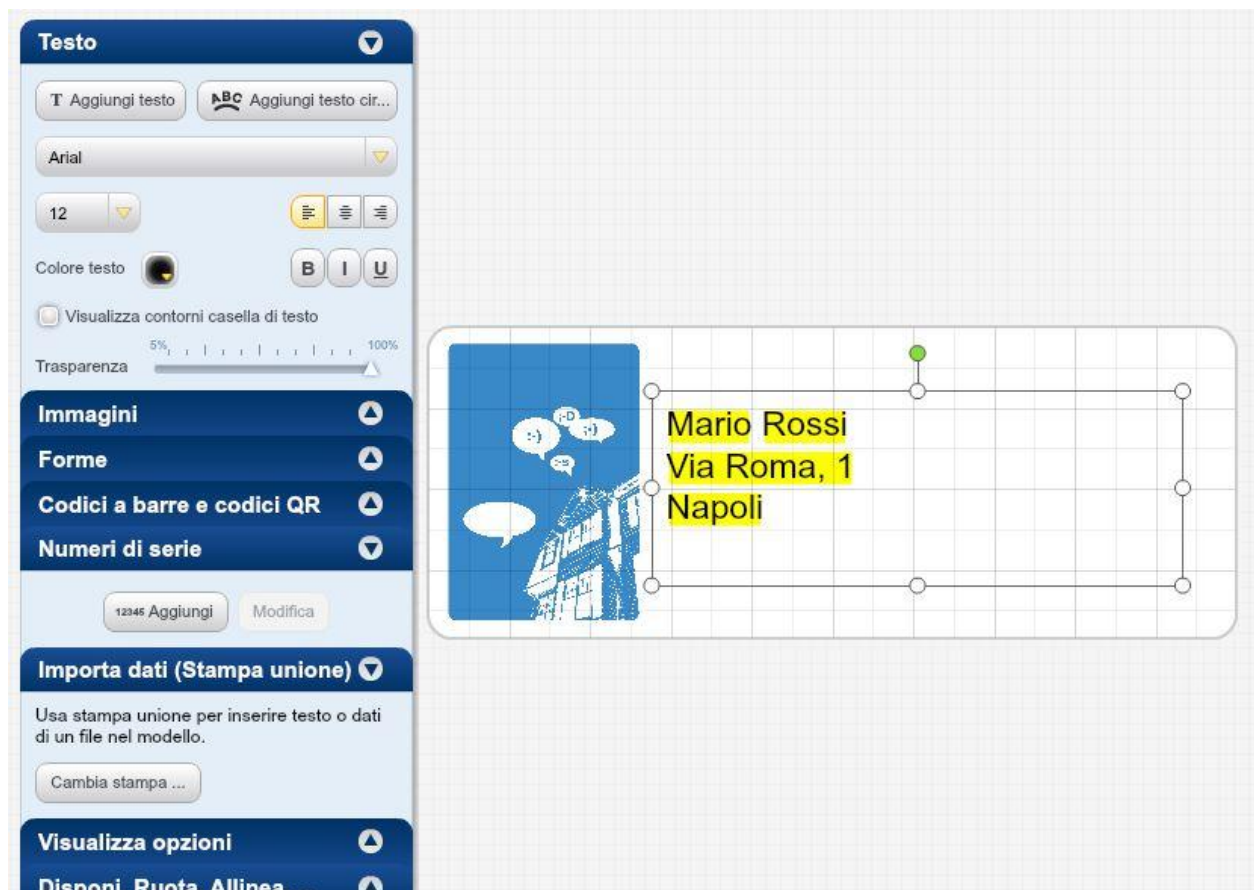 Testo
T Aggiungi testo
ABC Aggiungi testo cir...
Arial
12
Colore testo
B I U
Visualizza contorni casella di testo
5% 100%
Trasparenza
Immagini
Forme
Codici a barre e codici QR
Numeri di serie
12345 Aggiungi
Modifica
Importa dati (Stampa unione)
Usa stampa unione per inserire testo o dati
di un file nel modello.
Cambia stampa ...
Visualizza opzioni
Disponi, Ruota, Allinea
:-D
:-)
;-)
:-s
Mario Rossi
Via Roma, 1
Napoli